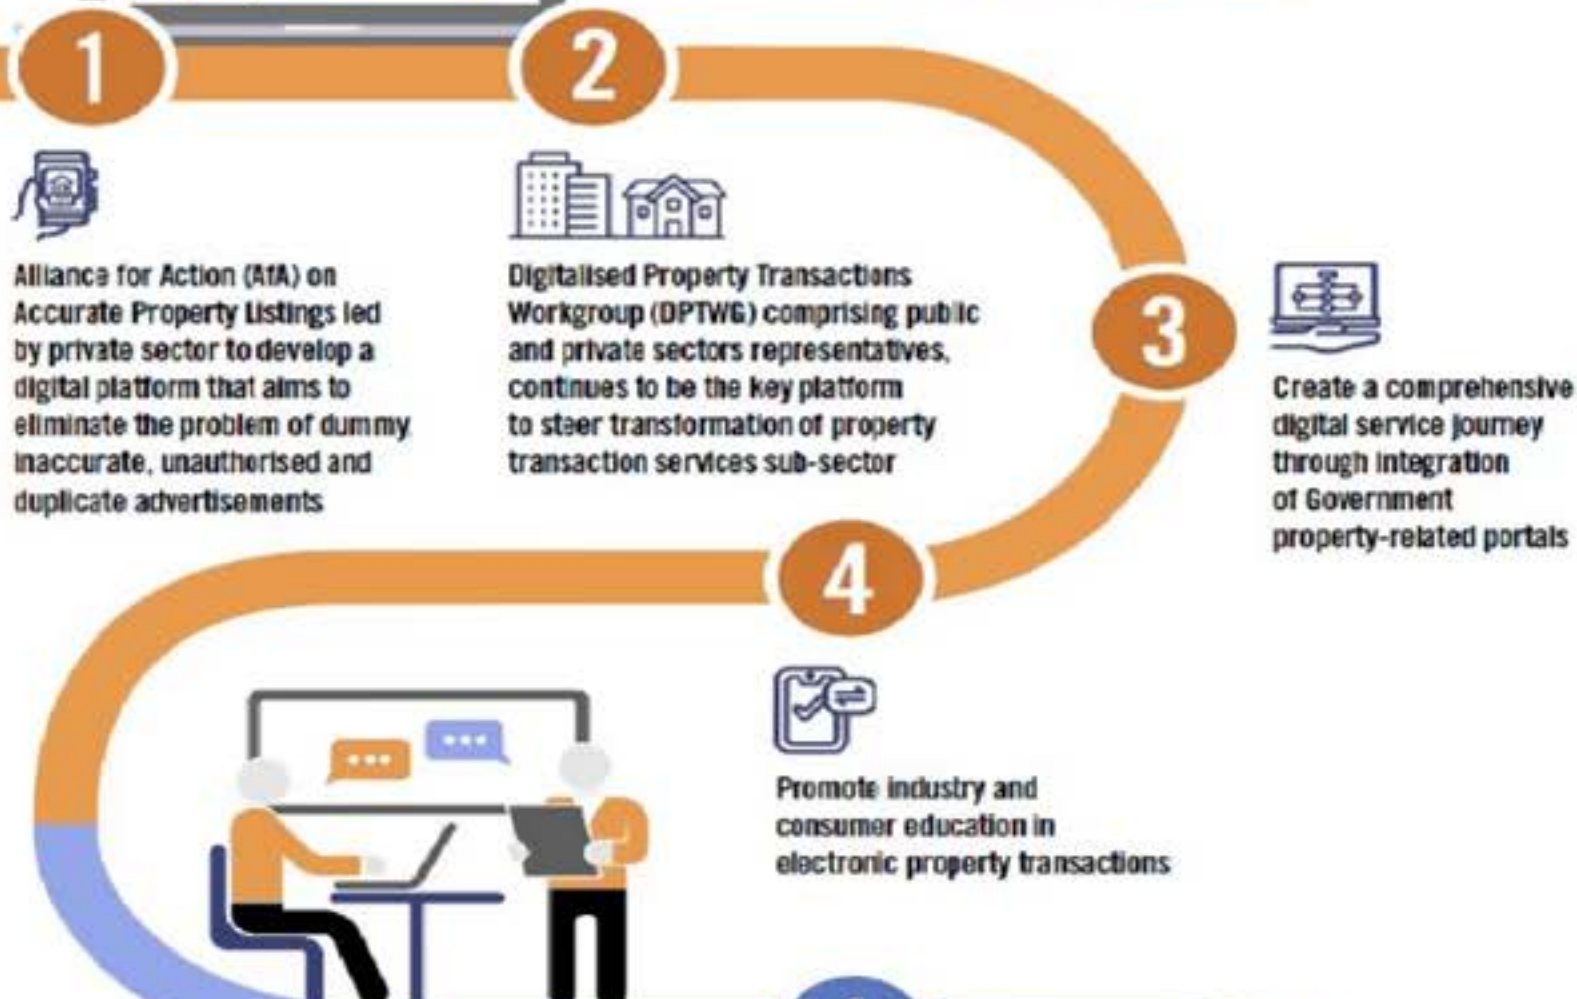 1
Alliance for Action (AfA) on
Accurate Property Listings led
by private sector to develop a
digital platform that aims to
eliminate the problem of dummy
inaccurate, unauthorised and
duplicate advertisements
2
Digitalised Property Transactions
Workgroup (DPTWG) comprising public
and private sectors representatives,
continues to be the key platform
to steer transformation of property
transaction services sub-sector
3
Create a comprehensive
digital service journey
through integration
of Government
property-related portals
4
Promote industry and
consumer education in
electronic property transactions